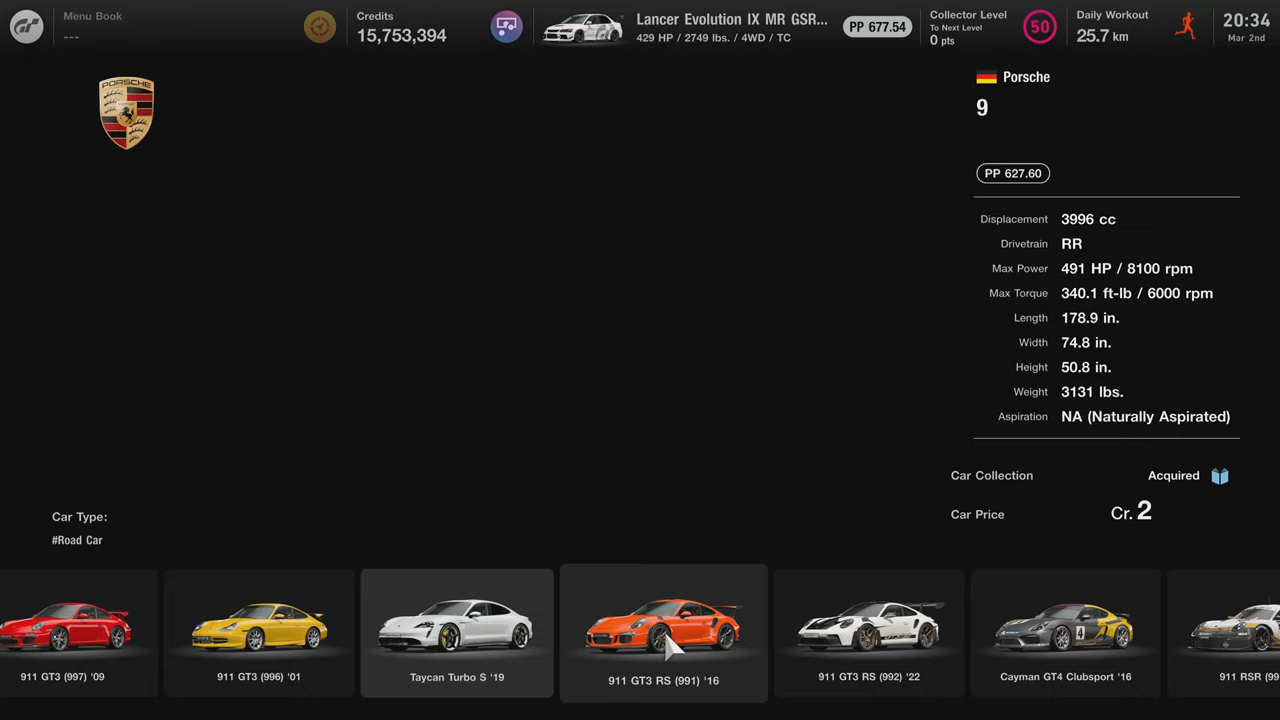 Menu Book
---
Credits
15,753,394
Lancer Evolution IX MR GSR...
429 HP / 2749 lbs. / 4WD / TC
PP 677.54
Collector Level
To Next Level
0 pts
50
Daily Workout
25.7 km
20:34
Mar 2nd
PORSCHE
Porsche
9
PP 627.60
Displacement 3996 cc
Drivetrain RR
Max Power 491 HP / 8100 rpm
Max Torque 340.1 ft-lb / 6000 rpm
Length 178.9 in.
Width 74.8 in.
Height 50.8 in.
Weight 3131 lbs.
Aspiration NA (Naturally Aspirated)
Car Collection Acquired
Car Price Cr. 2
Car Type:
#Road Car
911 GT3 (997) '09
911 GT3 (996) '01
Taycan Turbo S '19
911 GT3 RS (991) '16
911 GT3 RS (992) '22
4
Cayman GT4 Clubsport '16
911 RSR (99